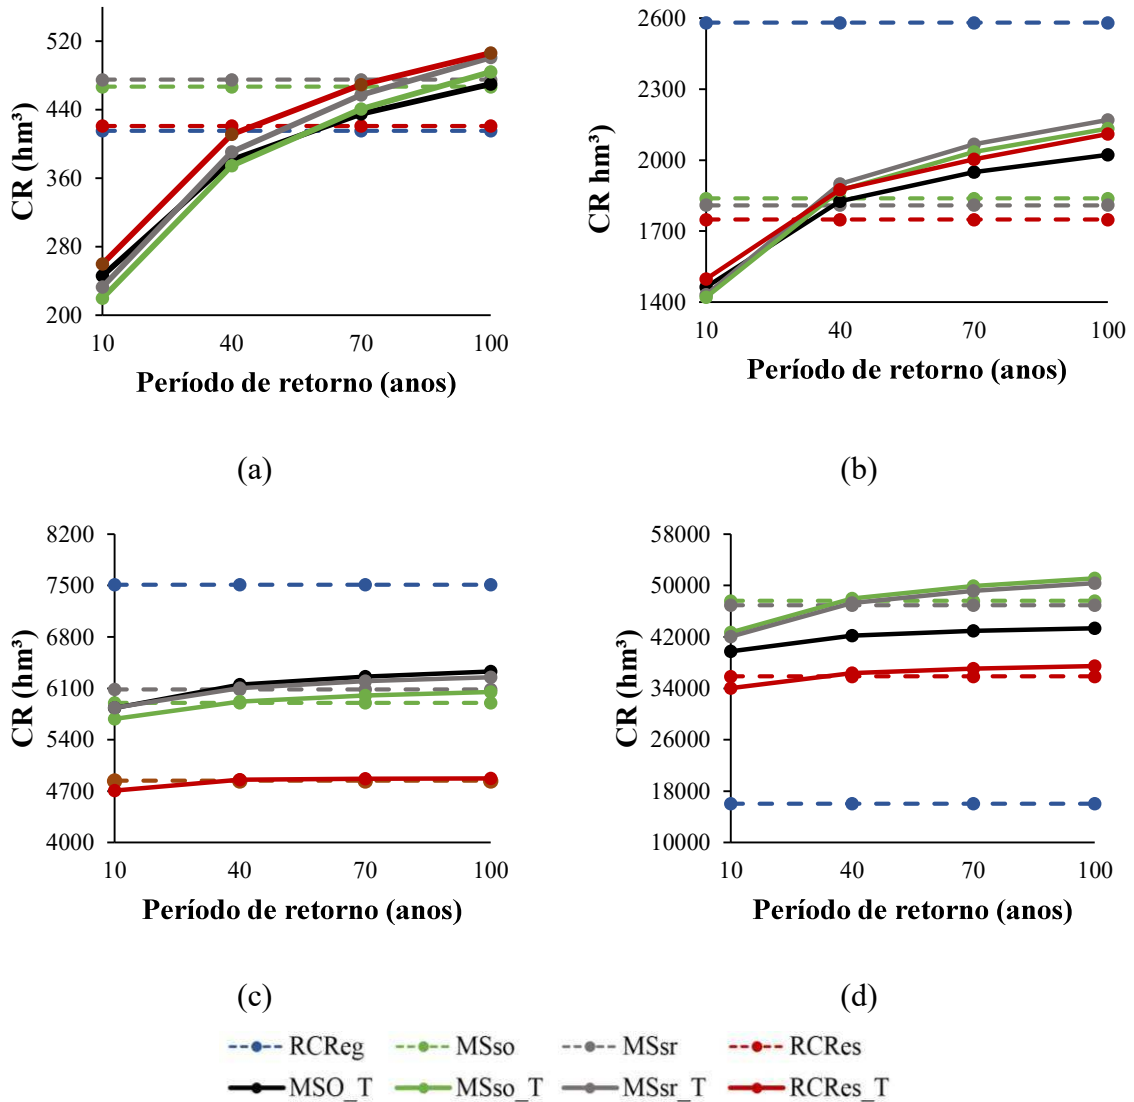 520
440
360
280
200
CR (hm³)
10 40 70 100
Período de retorno (anos)
(a)
2600
2300
2000
1700
1400
CR hm³)
10 40 70 100
Período de retorno (anos)
(b)
8200
7500
6800
6100
5400
4700
4000
CR (hm³)
10 40 70 100
Período de retorno (anos)
(c)
58000
50000
42000
34000
26000
18000
10000
CR (hm³)
10 40 70 100
Período de retorno (anos)
(d)
RCReg MSso MSsr RCRes
MSO_T MSso_T MSsr_T RCRes_T